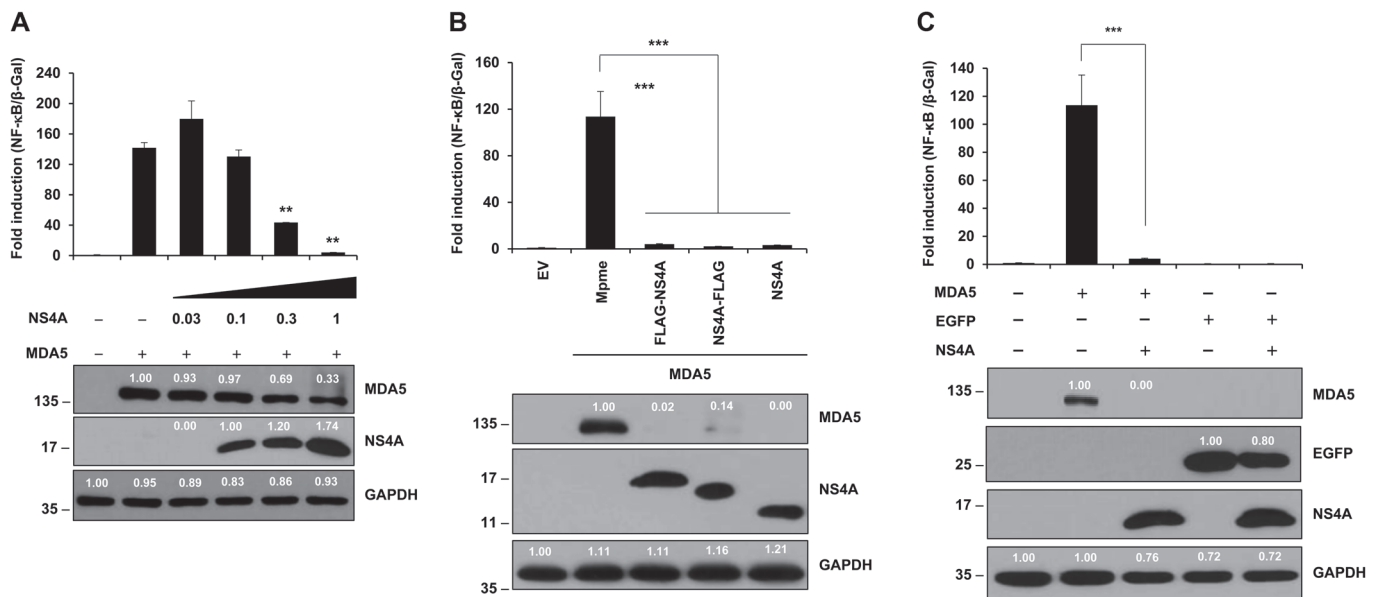 A
Fold induction (NF-κB/β-Gal)
240
200
160
120
80
40
0
**
**
NS4A – – 0.03 0.1 0.3 1
MDA5 – + + + + +
1.00 0.93 0.97 0.69 0.33
135 –
MDA5
0.00 1.00 1.20 1.74
17 –
NS4A
1.00 0.95 0.89 0.83 0.86 0.93
35 –
GAPDH
B
Fold induction (NF-κB/β-Gal)
160
120
80
40
0
***
***
EV
Mpme
FLAG-NS4A
NS4A-FLAG
NS4A
MDA5
1.00 0.02 0.14 0.00
135 –
MDA5
17 –
11 –
NS4A
1.00 1.11 1.11 1.16 1.21
35 –
GAPDH
C
Fold induction (NF-κB /β-Gal)
140
120
100
80
60
40
20
0
***
MDA5 – + + – –
EGFP – – – + +
NS4A – – + – +
1.00 0.00
135 –
MDA5
1.00 0.80
25 –
EGFP
17 –
NS4A
1.00 1.00 0.76 0.72 0.72
35 –
GAPDH